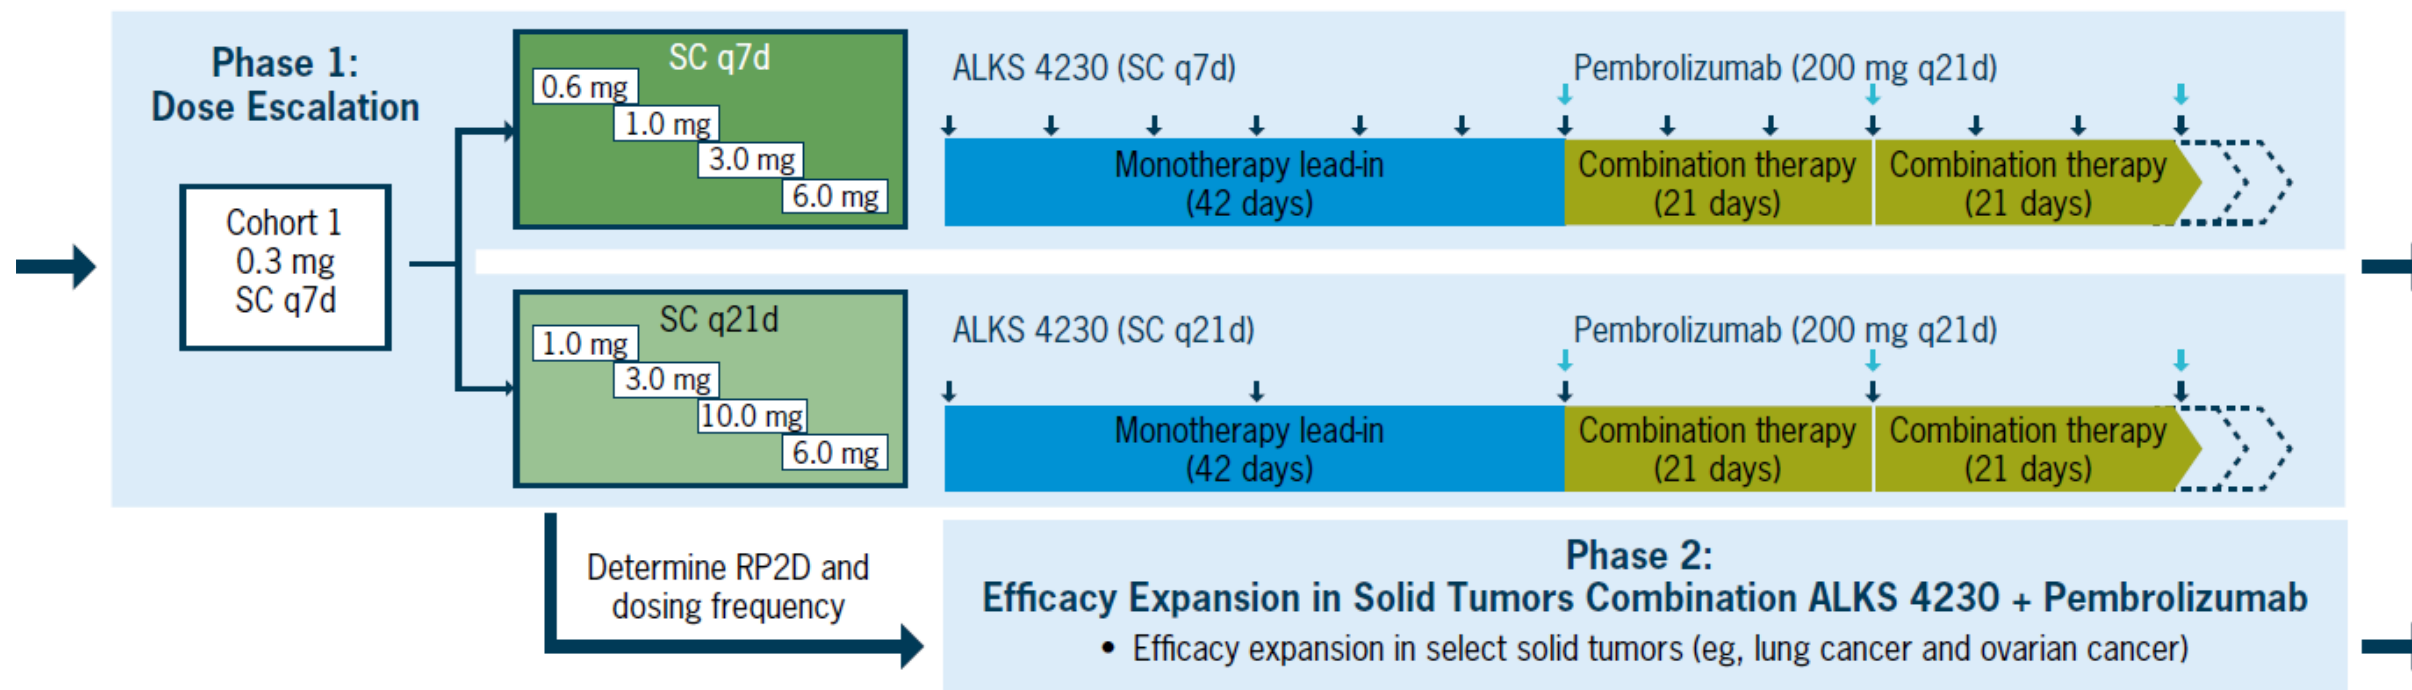 Phase 1:
Dose Escalation
Cohort 1
0.3 mg
SC q7d
SC q7d
0.6 mg
1.0 mg
3.0 mg
6.0 mg
ALKS 4230 (SC q7d)
Pembrolizumab (200 mg q21d)
Monotherapy lead-in
(42 days)
Combination therapy
(21 days)
Combination therapy
(21 days)
SC q21d
1.0 mg
3.0 mg
10.0 mg
6.0 mg
ALKS 4230 (SC q21d)
Pembrolizumab (200 mg q21d)
Monotherapy lead-in
(42 days)
Combination therapy
(21 days)
Combination therapy
(21 days)
Determine RP2D and
dosing frequency
Phase 2:
Efficacy Expansion in Solid Tumors Combination ALKS 4230 + Pembrolizumab
• Efficacy expansion in select solid tumors (eg, lung cancer and ovarian cancer)